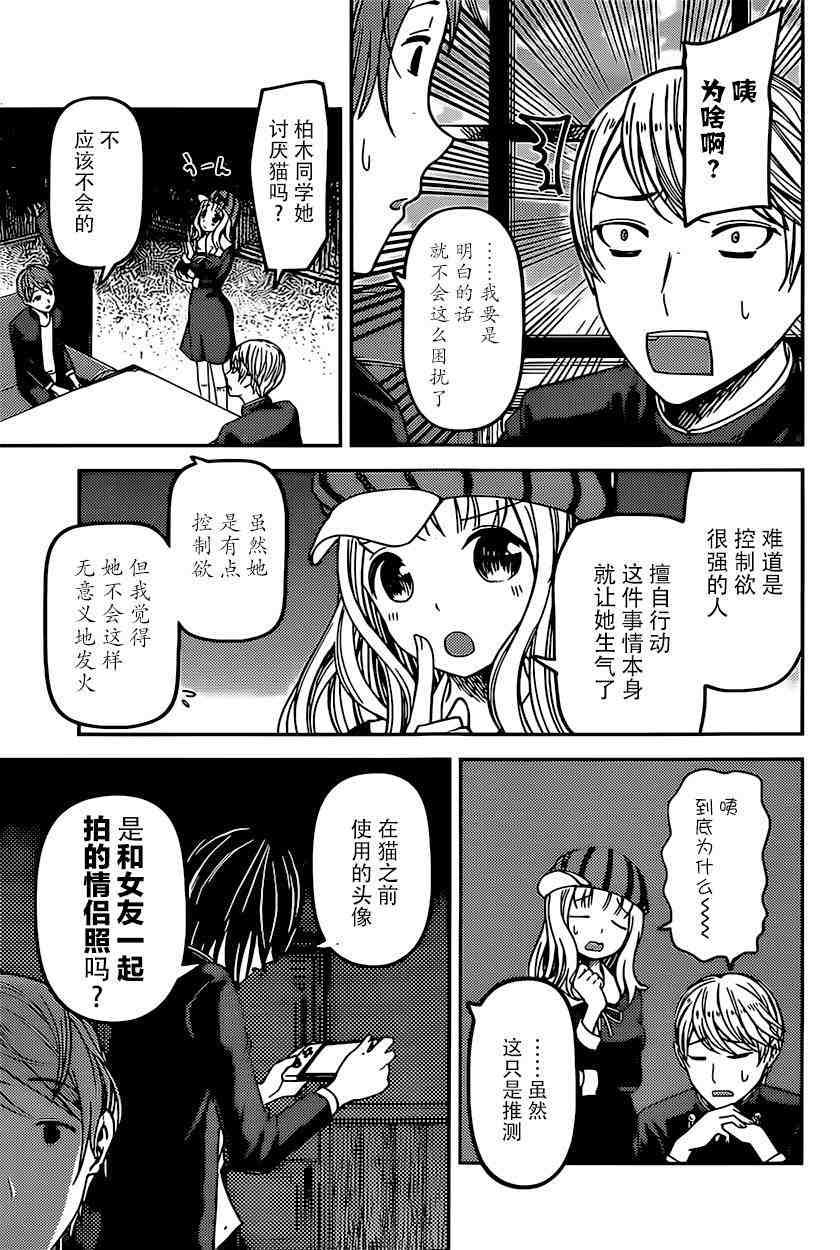 咦
为啥啊？
……我要是
明白的话
就不会这么困
扰了
柏木同学她
讨厌猫吗？
うーん
不
应该不会的
难道是
控制欲
很强的人
擅自行动
这件事情本身
就让她生气了
虽然她
是有点
控制欲
但我觉得
她不会这样
无意义地发火
咦
到底为什么～～～
……虽然
这只是推测
在猫之前
使用的头像
是和女友一起
拍的情侣照吗？